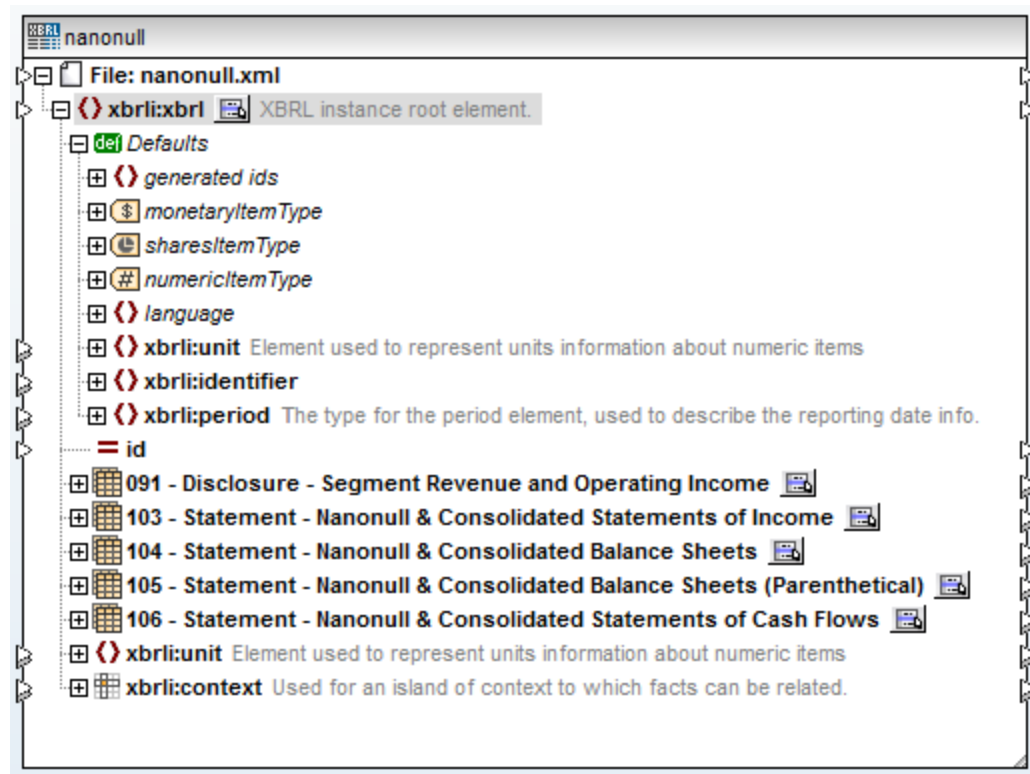 XBRL nanonull
File: nanonull.xml
xbrli:xbrl XBRL instance root element.
def Defaults
generated ids
$ monetaryItemType
sharesItemType
# numericItemType
language
xbrli:unit Element used to represent units information about numeric items
xbrli:identifier
xbrli:period The type for the period element, used to describe the reporting date info.
= id
091 - Disclosure - Segment Revenue and Operating Income
103 - Statement - Nanonull & Consolidated Statements of Income
104 - Statement - Nanonull & Consolidated Balance Sheets
105 - Statement - Nanonull & Consolidated Balance Sheets (Parenthetical)
106 - Statement - Nanonull & Consolidated Statements of Cash Flows
xbrli:unit Element used to represent units information about numeric items
xbrli:context Used for an island of context to which facts can be related.